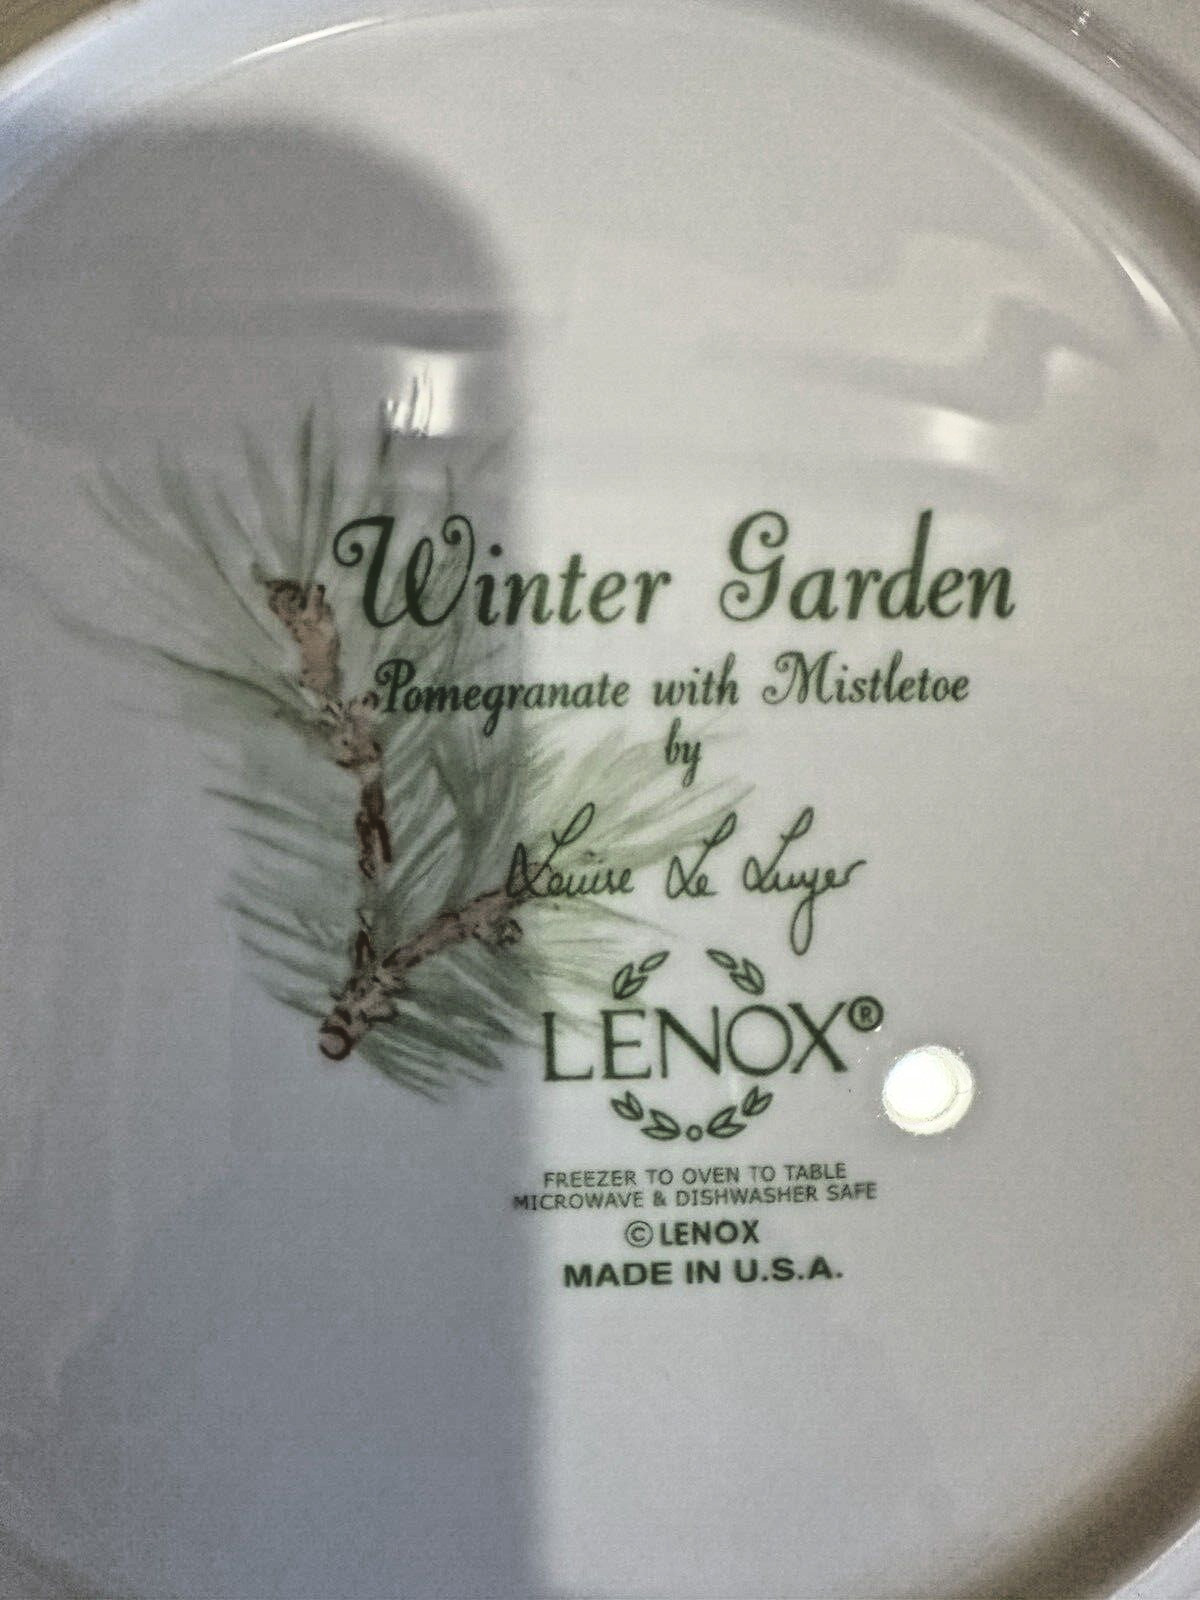 Winter Garden
Pomegranate with Mistletoe
by
Louise Le Luyer
LENOX®
FREEZER TO OVEN TO TABLE
MICROWAVE & DISHWASHER SAFE
© LENOX
MADE IN U.S.A.